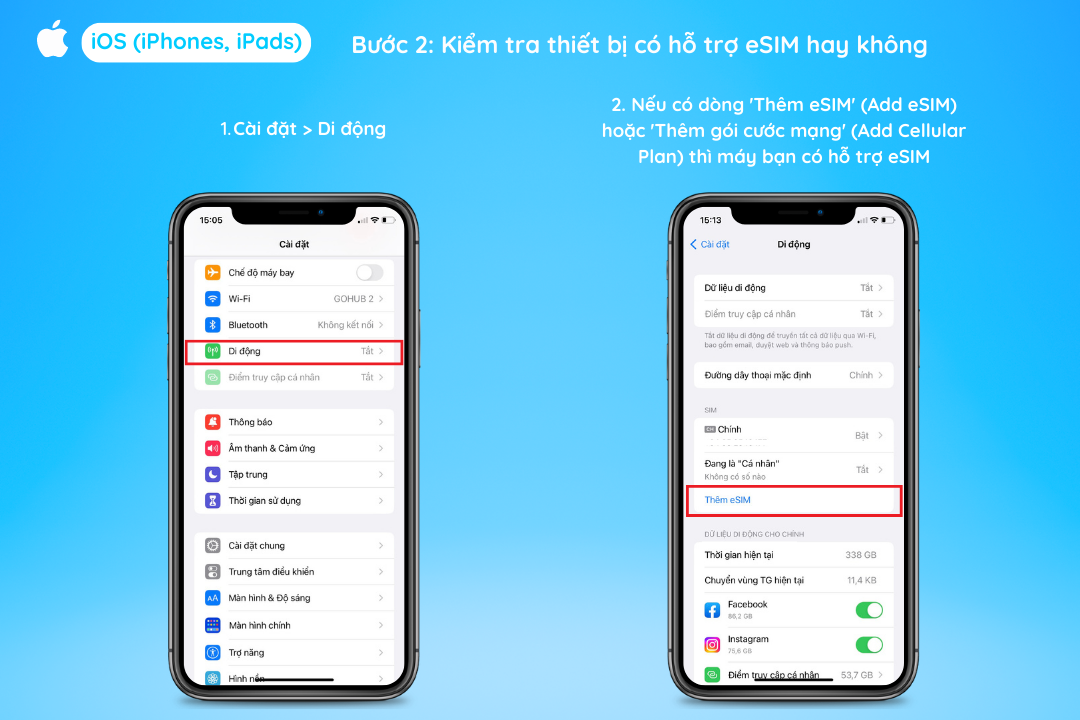 iOS (iPhones, iPads)
Bước 2: Kiểm tra thiết bị có hỗ trợ eSIM hay không
1. Cài đặt > Di động
2. Nếu có dòng 'Thêm eSIM' (Add eSIM)
hoặc 'Thêm gói cước mạng' (Add Cellular
Plan) thì máy bạn có hỗ trợ eSIM
15:05
Cài đặt
Chế độ máy bay
Wi-Fi GOHUB 2
Bluetooth Không kết nối
Di động Tắt
Điểm truy cập cá nhân Tắt
Thông báo
Âm thanh & Cảm ứng
Tập trung
Thời gian sử dụng
Cài đặt chung
Trung tâm điều khiển
AA Màn hình & Độ sáng
Màn hình chính
Trợ năng
Hình nền
15:13
Cài đặt Di động
Dữ liệu di động Tắt
Điểm truy cập cá nhân Tắt
Tắt dữ liệu di động để truyền tất cả dữ liệu qua Wi-Fi,
bao gồm email, duyệt web và thông báo push.
Đường dây thoại mặc định Chính
SIM
CH Chính
Bật
Đang là "Cá nhân"
Không có số nào
Tắt
Thêm eSIM
DỮ LIỆU DI ĐỘNG CHO CHÍNH
Thời gian hiện tại 338 GB
Chuyển vùng TG hiện tại 11,4 KB
Facebook
86,2 GB
Instagram
75,6 GB
Điểm truy cập cá nhân 53,7 GB